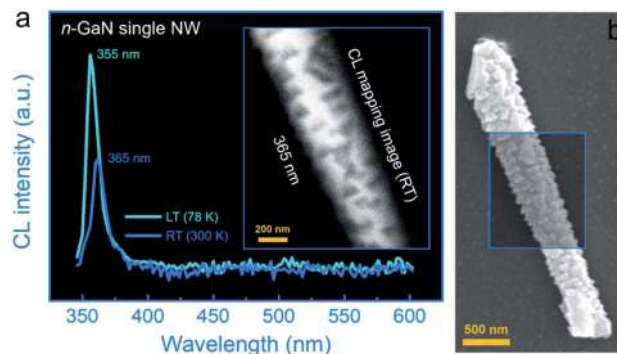 a
n-GaN single NW
355 nm
365 nm
LT (78 K)
RT (300 K)
CL intensity (a.u.)
350 400 450 500 550 600
Wavelength (nm)
365 nm
CL mapping image (RT)
200 nm
b
500 nm